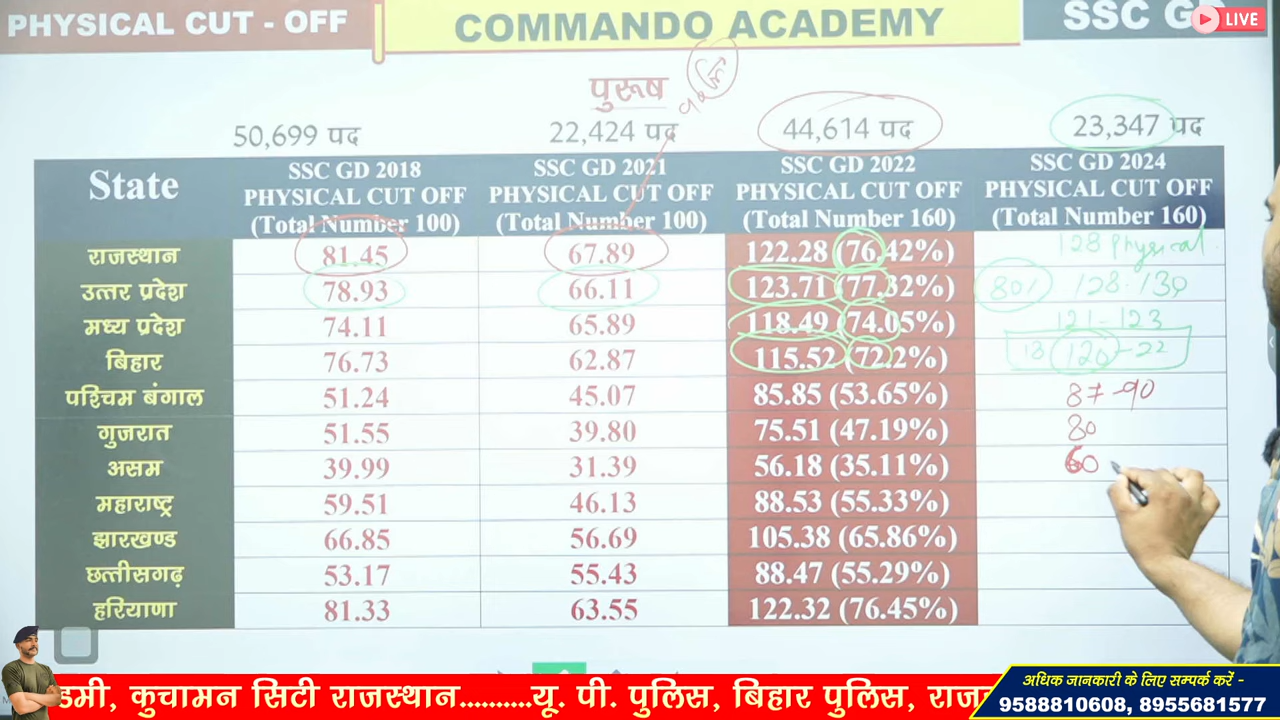 PHYSICAL CUT - OFF
COMMANDO ACADEMY
SSC GD
LIVE
पुरूष
50,699 पद 22,424 पद 44,614 पद 23,347 पद
State
SSC GD 2018 PHYSICAL CUT OFF (Total Number 100)
SSC GD 2021 PHYSICAL CUT OFF (Total Number 100)
SSC GD 2022 PHYSICAL CUT OFF (Total Number 160)
SSC GD 2024 PHYSICAL CUT OFF (Total Number 160)
राजस्थान 81.45 67.89 122.28 (76.42%) 128 Physical
उत्तर प्रदेश 78.93 66.11 123.71 (77.32%) 80% 128-130
मध्य प्रदेश 74.11 65.89 118.49 (74.05%) 121-123
बिहार 76.73 62.87 115.52 (72.2%) 120-22
पश्चिम बंगाल 51.24 45.07 85.85 (53.65%) 87-90
गुजरात 51.55 39.80 75.51 (47.19%) 80
असम 39.99 31.39 56.18 (35.11%) 60
महाराष्ट्र 59.51 46.13 88.53 (55.33%)
झारखण्ड 66.85 56.69 105.38 (65.86%)
छत्तीसगढ़ 53.17 55.43 88.47 (55.29%)
हरियाणा 81.33 63.55 122.32 (76.45%)
डमी, कुचामन सिटी राजस्थान..........यू. पी. पुलिस, बिहार पुलिस,
अधिक जानकारी के लिए सम्पर्क करें -
9588810608, 8955681577